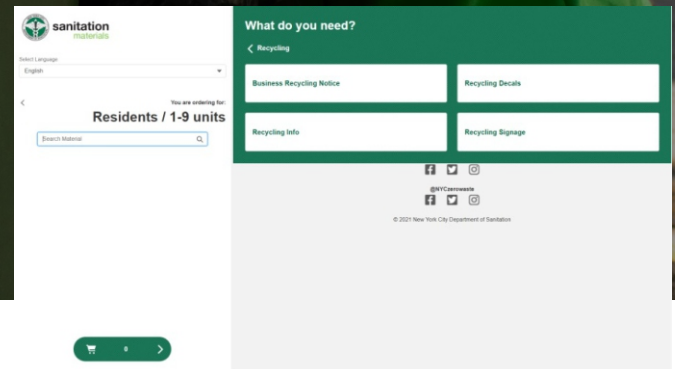 sanitation
materials
Select Language
English
You are ordering for:
Residents / 1-9 units
Search Material
0
What do you need?
Recycling
Business Recycling Notice
Recycling Decals
Recycling Info
Recycling Signage
@NYCzerowaste
© 2021 New York City Department of Sanitation